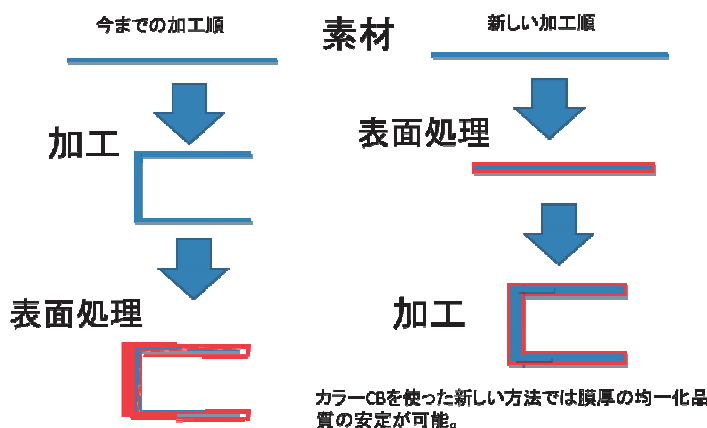 今までの加工順
素材
新しい加工順
加工
表面処理
表面処理
加工
カラーCBを使った新しい方法では膜厚の均一化品
質の安定が可能。